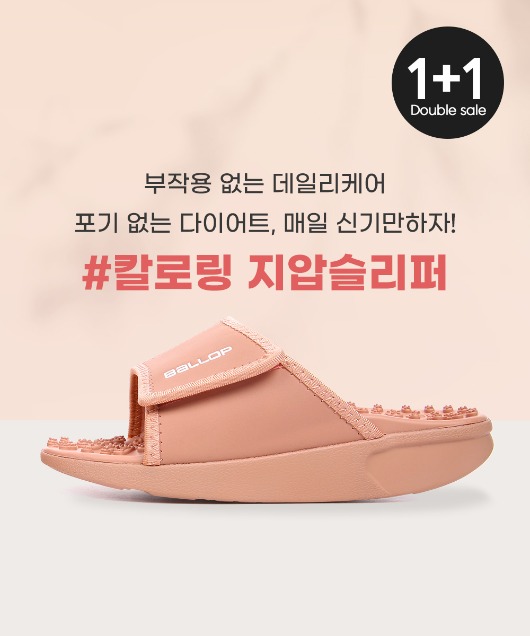 1+1
Double sale
부작용 없는 데일리케어
포기 없는 다이어트, 매일 신기만하자!
#칼로링 지압슬리퍼
BALLOP